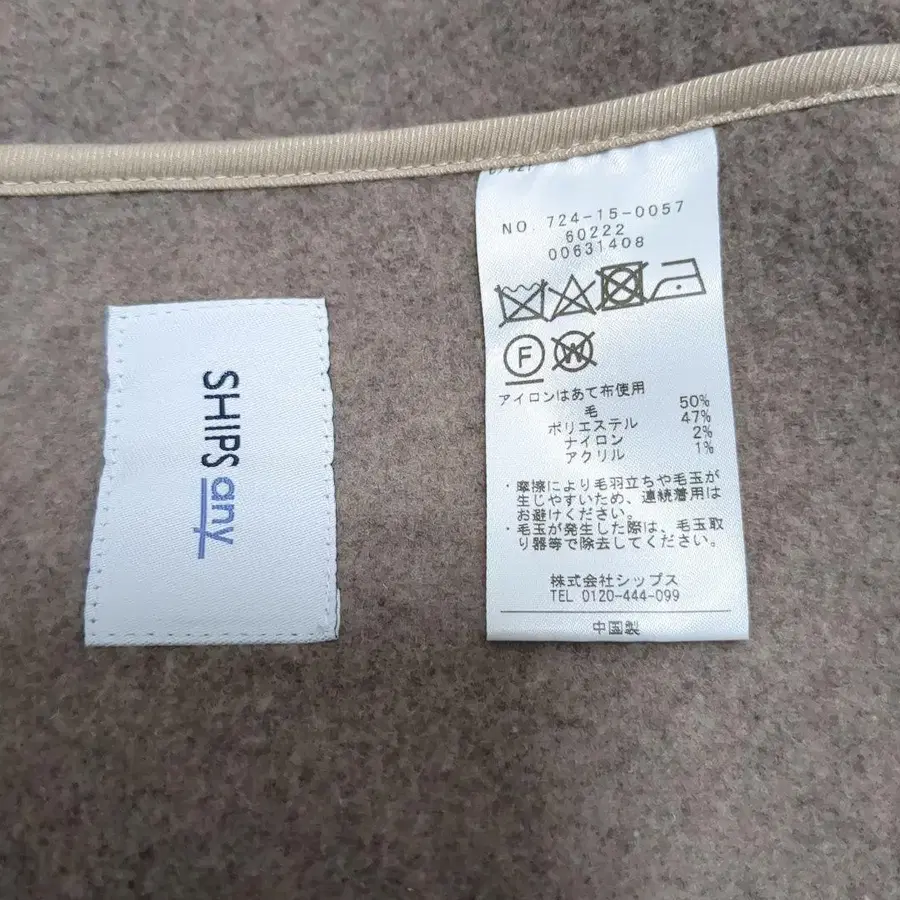 SHIPS any
NO. 724-15-0057
60222
00631408
F
W
アイロンはあて布使用
毛 50%
ポリエステル 47%
ナイロン 2%
アクリル 1%
・摩擦により毛羽立ちや毛玉が
生じやすいため、連続着用は
お避けください。
・毛玉が発生した際は、毛玉取
り器等で除去してください。
株式会社シップス
TEL 0120-444-099
中国製